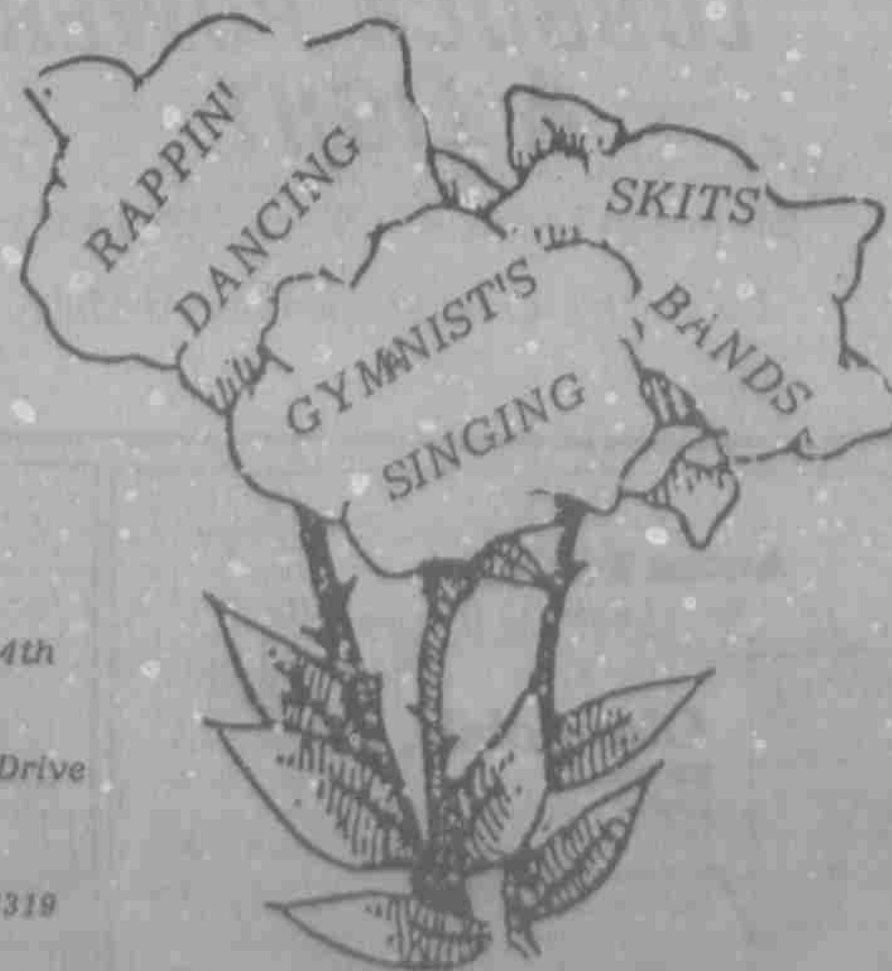 RAPPIN'
DANCING
SKITS
BANDS
GYMNIST'S
SINGING
4th
Drive
319